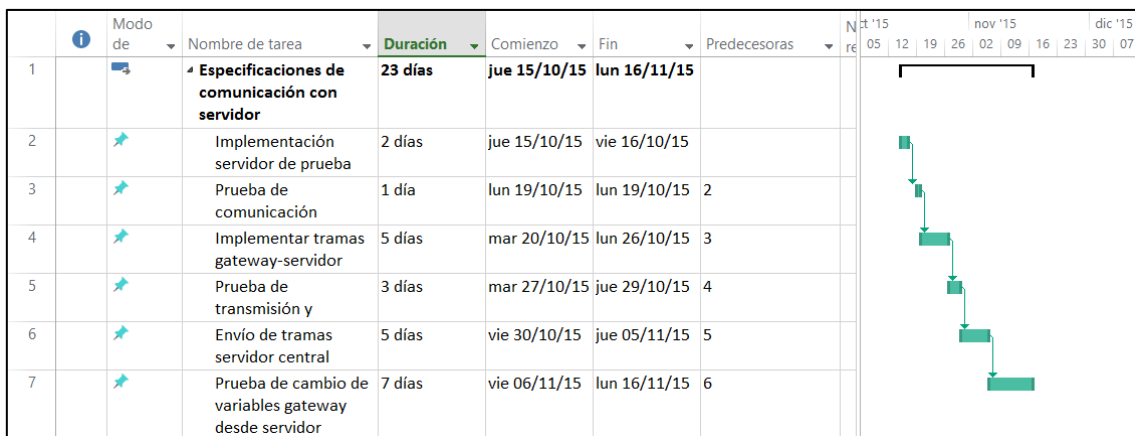 Modo de Nombre de tarea Duración Comienzo Fin Predecesoras N re
t '15 nov '15 dic '15
05 12 19 26 02 09 16 23 30 07
1 Especificaciones de comunicación con servidor 23 días jue 15/10/15 lun 16/11/15
2 Implementación servidor de prueba 2 días jue 15/10/15 vie 16/10/15
3 Prueba de comunicación 1 día lun 19/10/15 lun 19/10/15 2
4 Implementar tramas gateway-servidor 5 días mar 20/10/15 lun 26/10/15 3
5 Prueba de transmisión y 3 días mar 27/10/15 jue 29/10/15 4
6 Envío de tramas servidor central 5 días vie 30/10/15 jue 05/11/15 5
7 Prueba de cambio de variables gateway desde servidor 7 días vie 06/11/15 lun 16/11/15 6